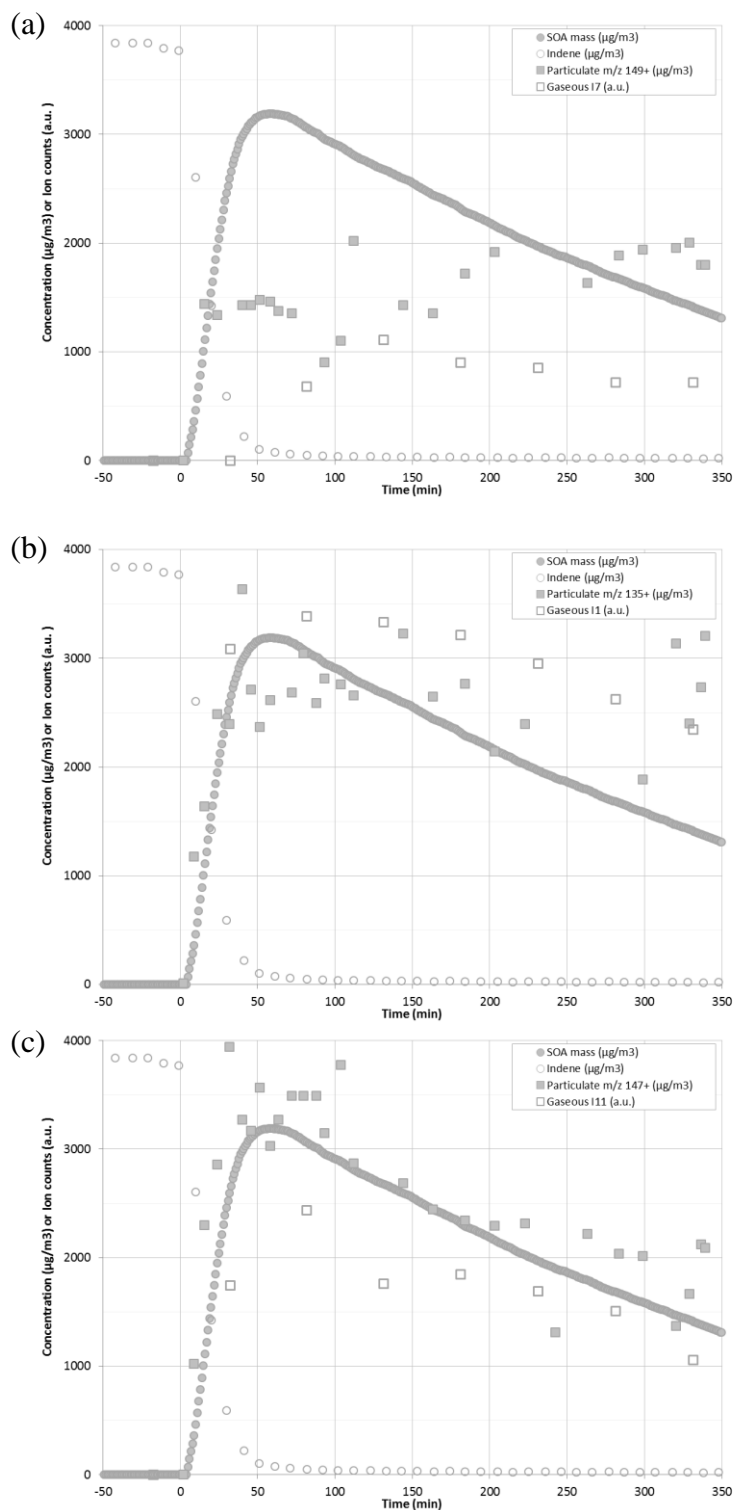 (a)
4000
3000
2000
1000
0
Concentration (µg/m3) or Ion counts (a.u. )
SOA mass (µg/m3)
Indene (µg/m3)
Particulate m/z 149+ (µg/m3)
Gaseous I7 (a.u.)
-50 0 50 100 150 200 250 300 350
Time (min)
(b)
4000
3000
2000
1000
0
Concentration (µg/m3) or Ion counts (a.u. )
SOA mass (µg/m3)
Indene (µg/m3)
Particulate m/z 135+ (µg/m3)
Gaseous I1 (a.u.)
-50 0 50 100 150 200 250 300 350
Time (min)
(c)
4000
3000
2000
1000
0
Concentration (µg/m3) or Ion counts (a.u. )
SOA mass (µg/m3)
Indene (µg/m3)
Particulate m/z 147+ (µg/m3)
Gaseous I11 (a.u.)
-50 0 50 100 150 200 250 300 350
Time (min)